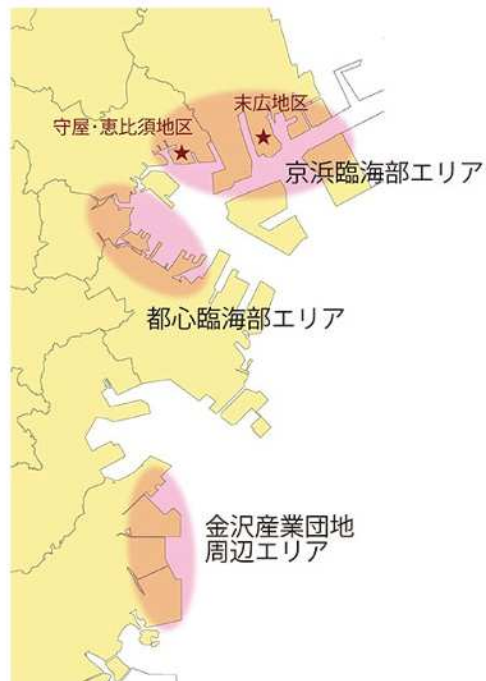 末広地区
守屋・恵比須地区
京浜臨海部エリア
都心臨海部エリア
金沢産業団地
周辺エリア